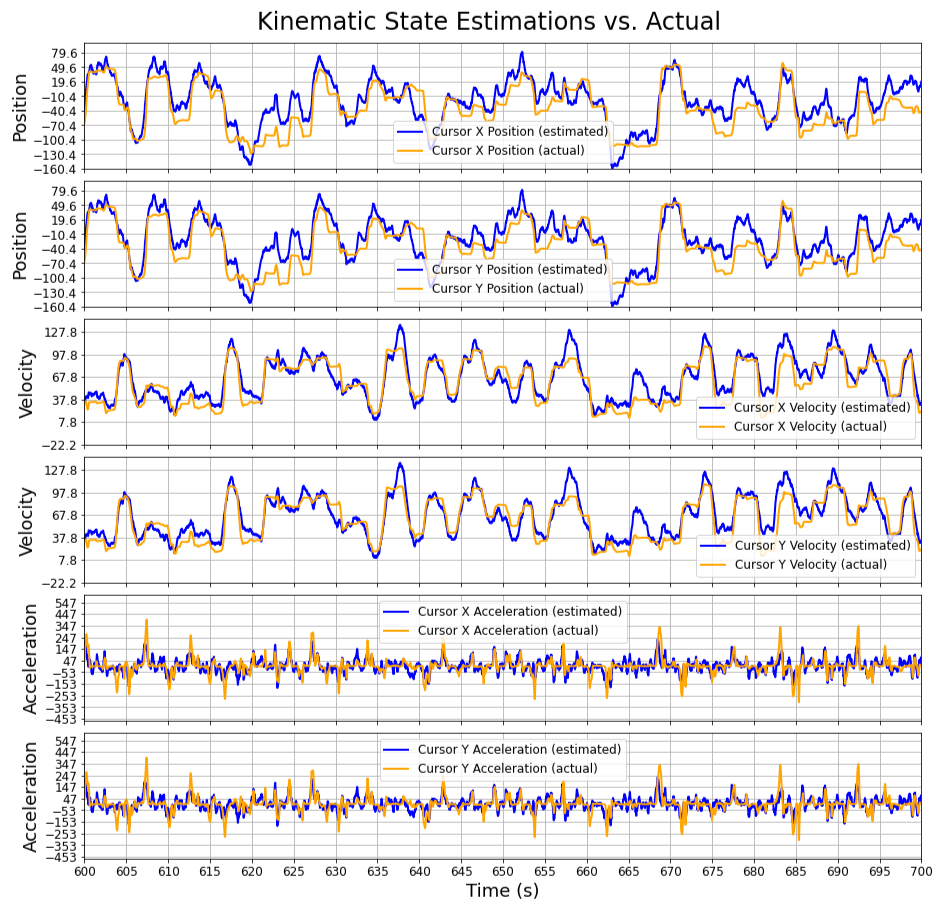 Kinematic State Estimations vs. Actual
Position
79.6
49.6
19.6
−10.4
−40.4
−70.4
−100.4
−130.4
−160.4
Cursor X Position (estimated)
Cursor X Position (actual)
Position
79.6
49.6
19.6
−10.4
−40.4
−70.4
−100.4
−130.4
−160.4
Cursor Y Position (estimated)
Cursor Y Position (actual)
Velocity
127.8
97.8
67.8
37.8
7.8
−22.2
Cursor X Velocity (estimated)
Cursor X Velocity (actual)
Velocity
127.8
97.8
67.8
37.8
7.8
−22.2
Cursor Y Velocity (estimated)
Cursor Y Velocity (actual)
Acceleration
547
447
347
247
147
47
−53
−153
−253
−353
−453
Cursor X Acceleration (estimated)
Cursor X Acceleration (actual)
Acceleration
547
447
347
247
147
47
−53
−153
−253
−353
−453
Cursor Y Acceleration (estimated)
Cursor Y Acceleration (actual)
600 605 610 615 620 625 630 635 640 645 650 655 660 665 670 675 680 685 690 695 700
Time (s)